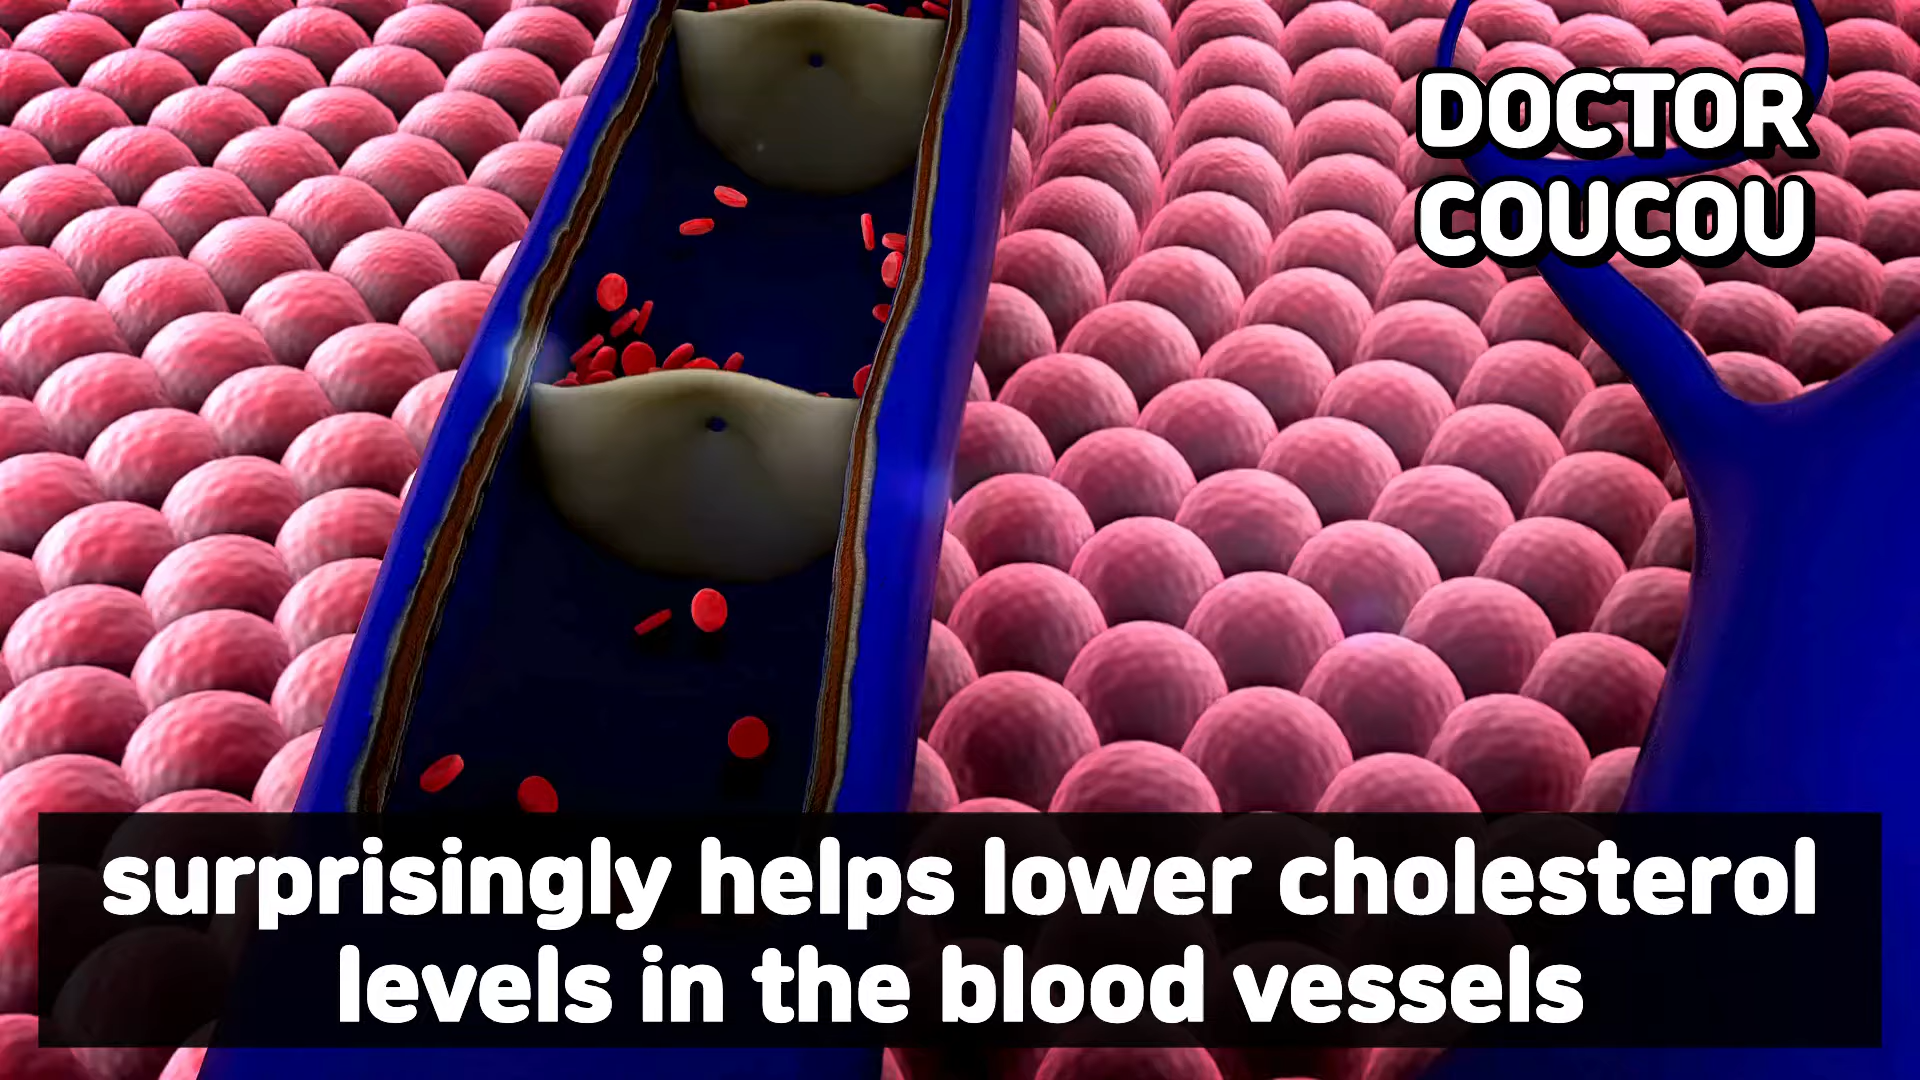 DOCTOR
COUCOU
surprisingly helps lower cholesterol
levels in the blood vessels